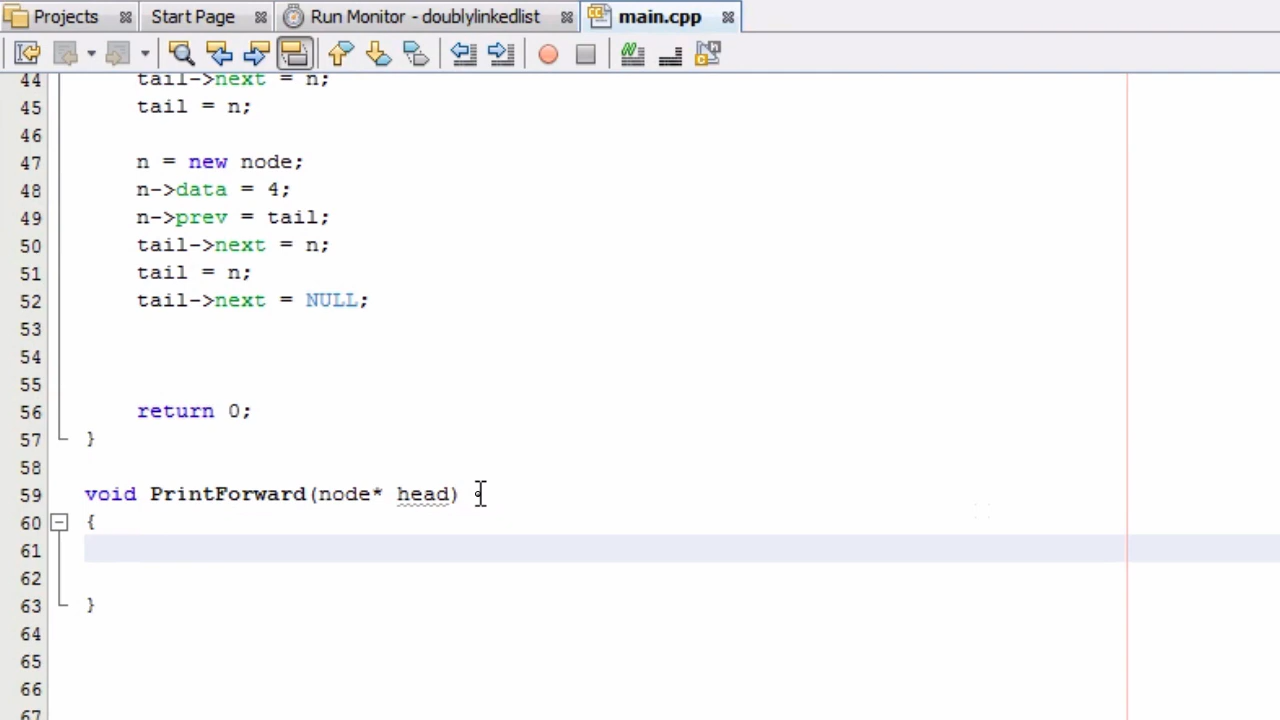 Projects Start Page Run Monitor - doublylinkedlist main.cpp
44 tail->next = n;
45 tail = n;
46
47 n = new node;
48 n->data = 4;
49 n->prev = tail;
50 tail->next = n;
51 tail = n;
52 tail->next = NULL;
53
54
55
56 return 0;
57 }
58
59 void PrintForward(node* head)
60 {
61
62
63 }
64
65
66
67